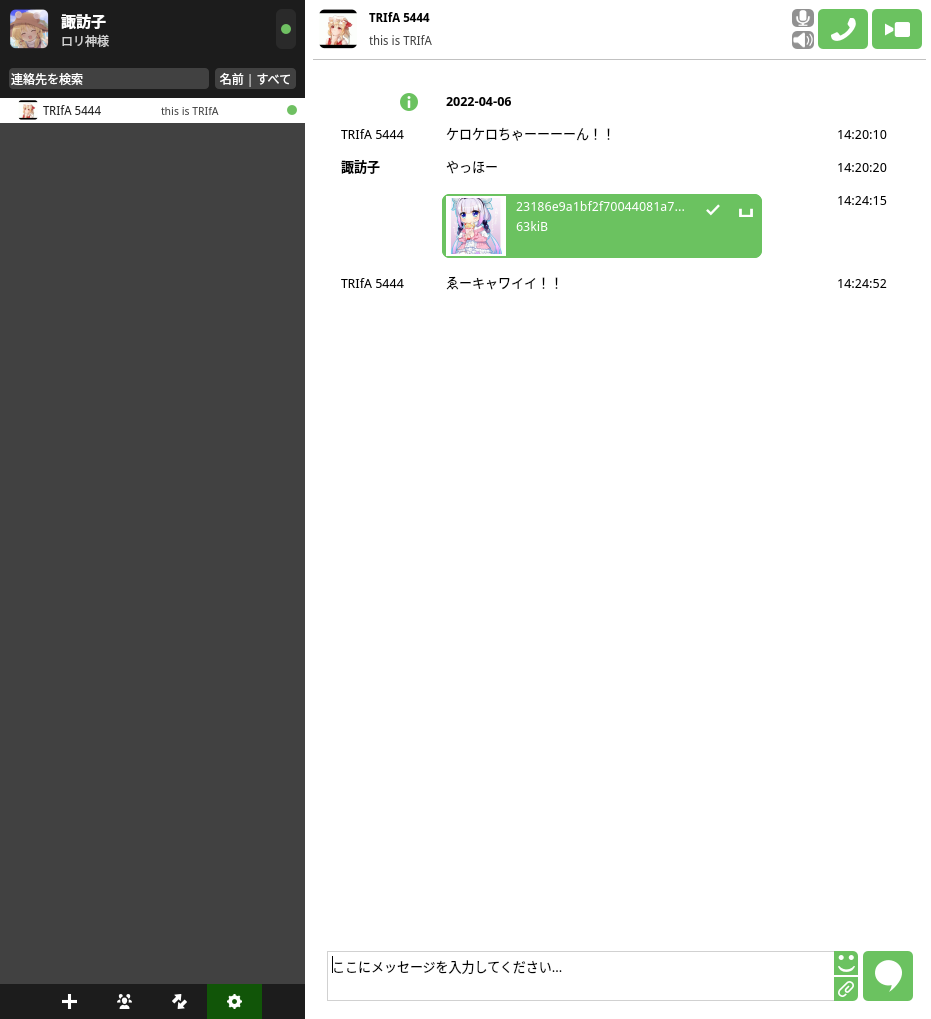 諏訪子
ロリ神様
連絡先を検索
名前 | すべて
TRIfA 5444
this is TRIfA
TRIfA 5444
this is TRIfA
2022-04-06
TRIfA 5444 ケロケロちゃーーーーん！！ 14:20:10
諏訪子 やっほー 14:20:20
23186e9a1bf2f70044081a7... 14:24:15
63kiB
TRIfA 5444 ゑーキャワイイ！！ 14:24:52
ここにメッセージを入力してください...